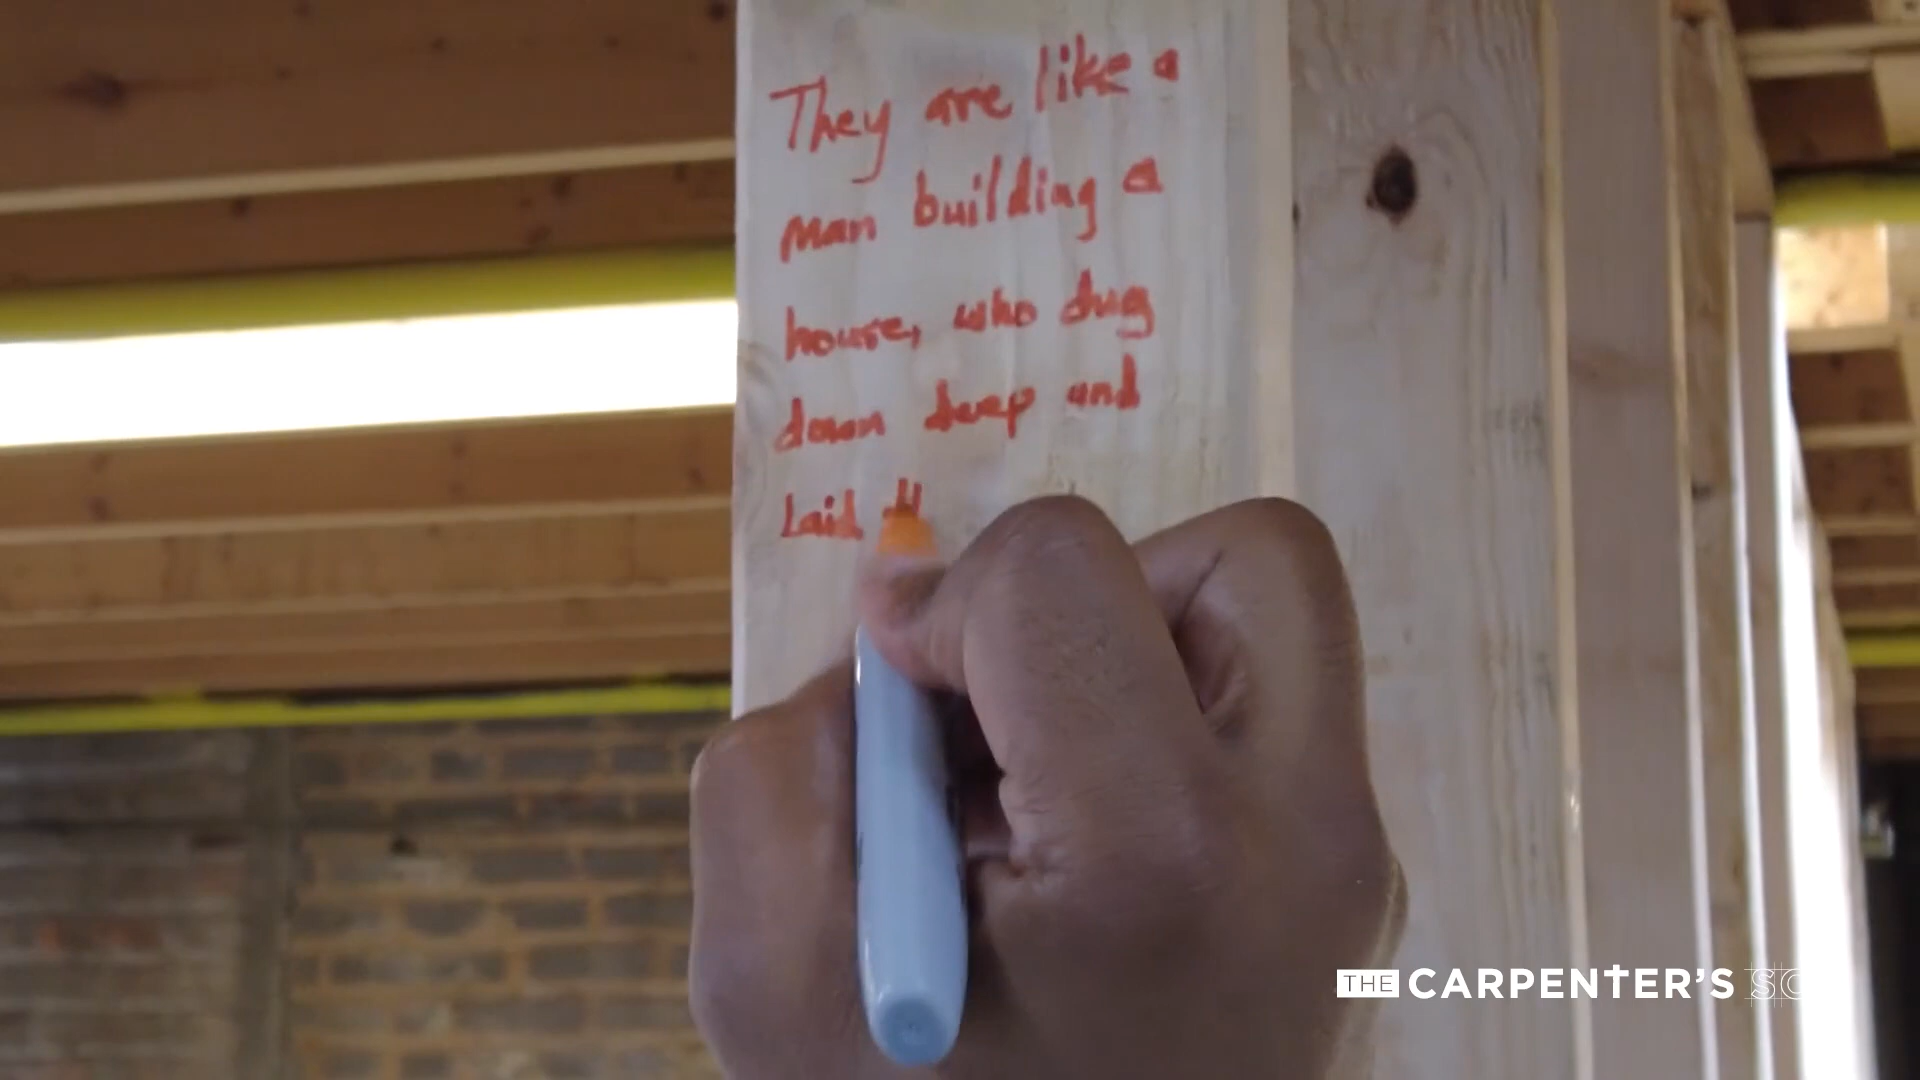 They are like a
man building a
house, who dug
down deep and
Laid
THE CARPENTER'S